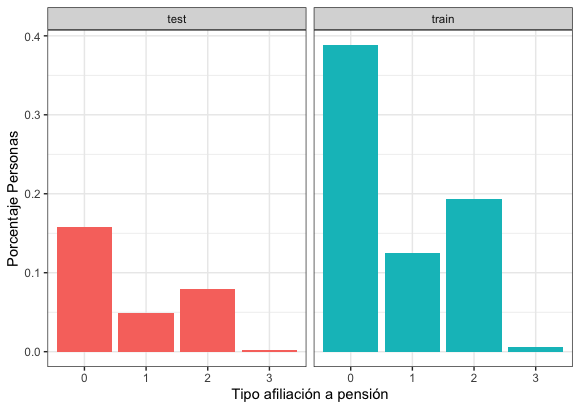 test train
0.4
0.3
0.2
0.1
0.0
Porcentaje Personas
0 1 2 3 0 1 2 3
Tipo afiliación a pensión